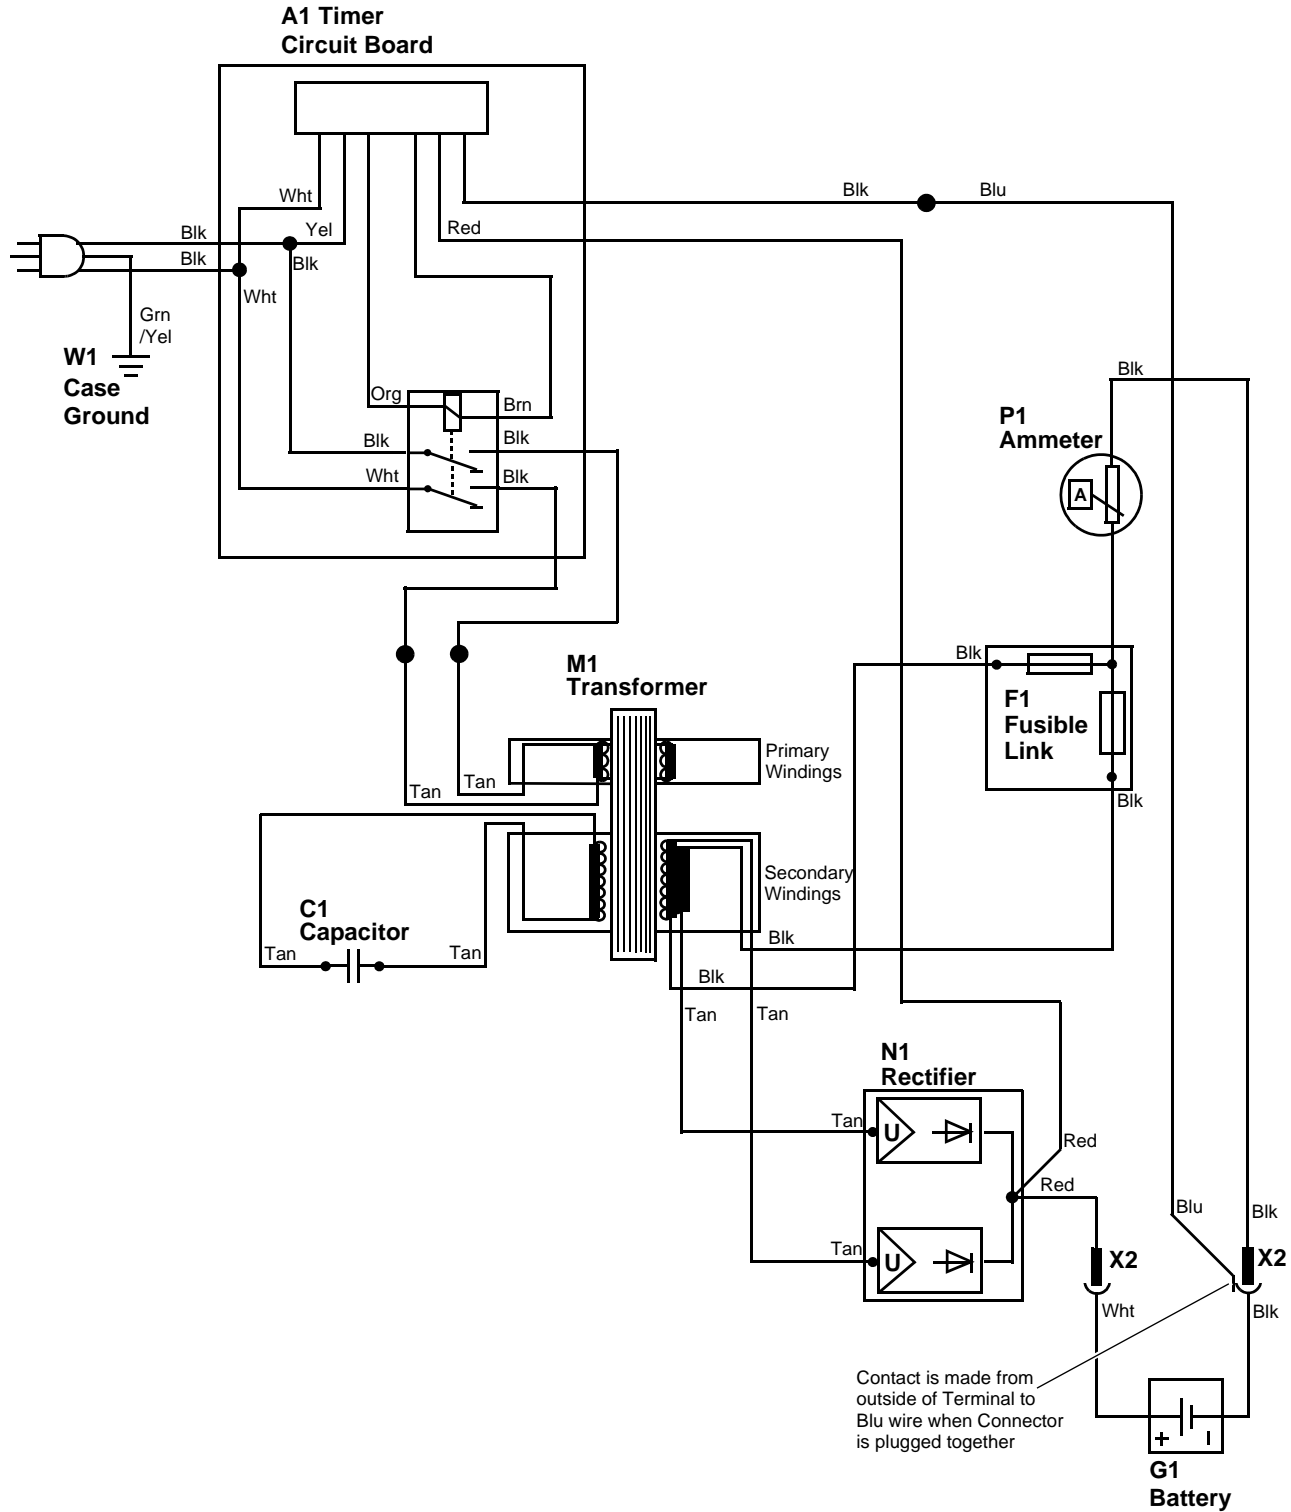 A1 Timer
Circuit Board
Wht
Blk
Yel
Red
Blk
Blu
Blk
Blk
Wht
Grn
/Yel
W1
Case
Ground
Org
Brn
Blk
Blk
Wht
Blk
Blk
P1
Ammeter
A
Blk
F1
Fusible
Link
Blk
M1
Transformer
Primary
Windings
Tan
Tan
Secondary
Windings
C1
Capacitor
Tan
Tan
Blk
Blk
Tan
Tan
N1
Rectifier
Tan
U
Red
Red
Tan
U
Blu
Blk
X2
X2
Wht
Blk
Contact is made from
outside of Terminal to
Blu wire when Connector
is plugged together
+
G1
Battery